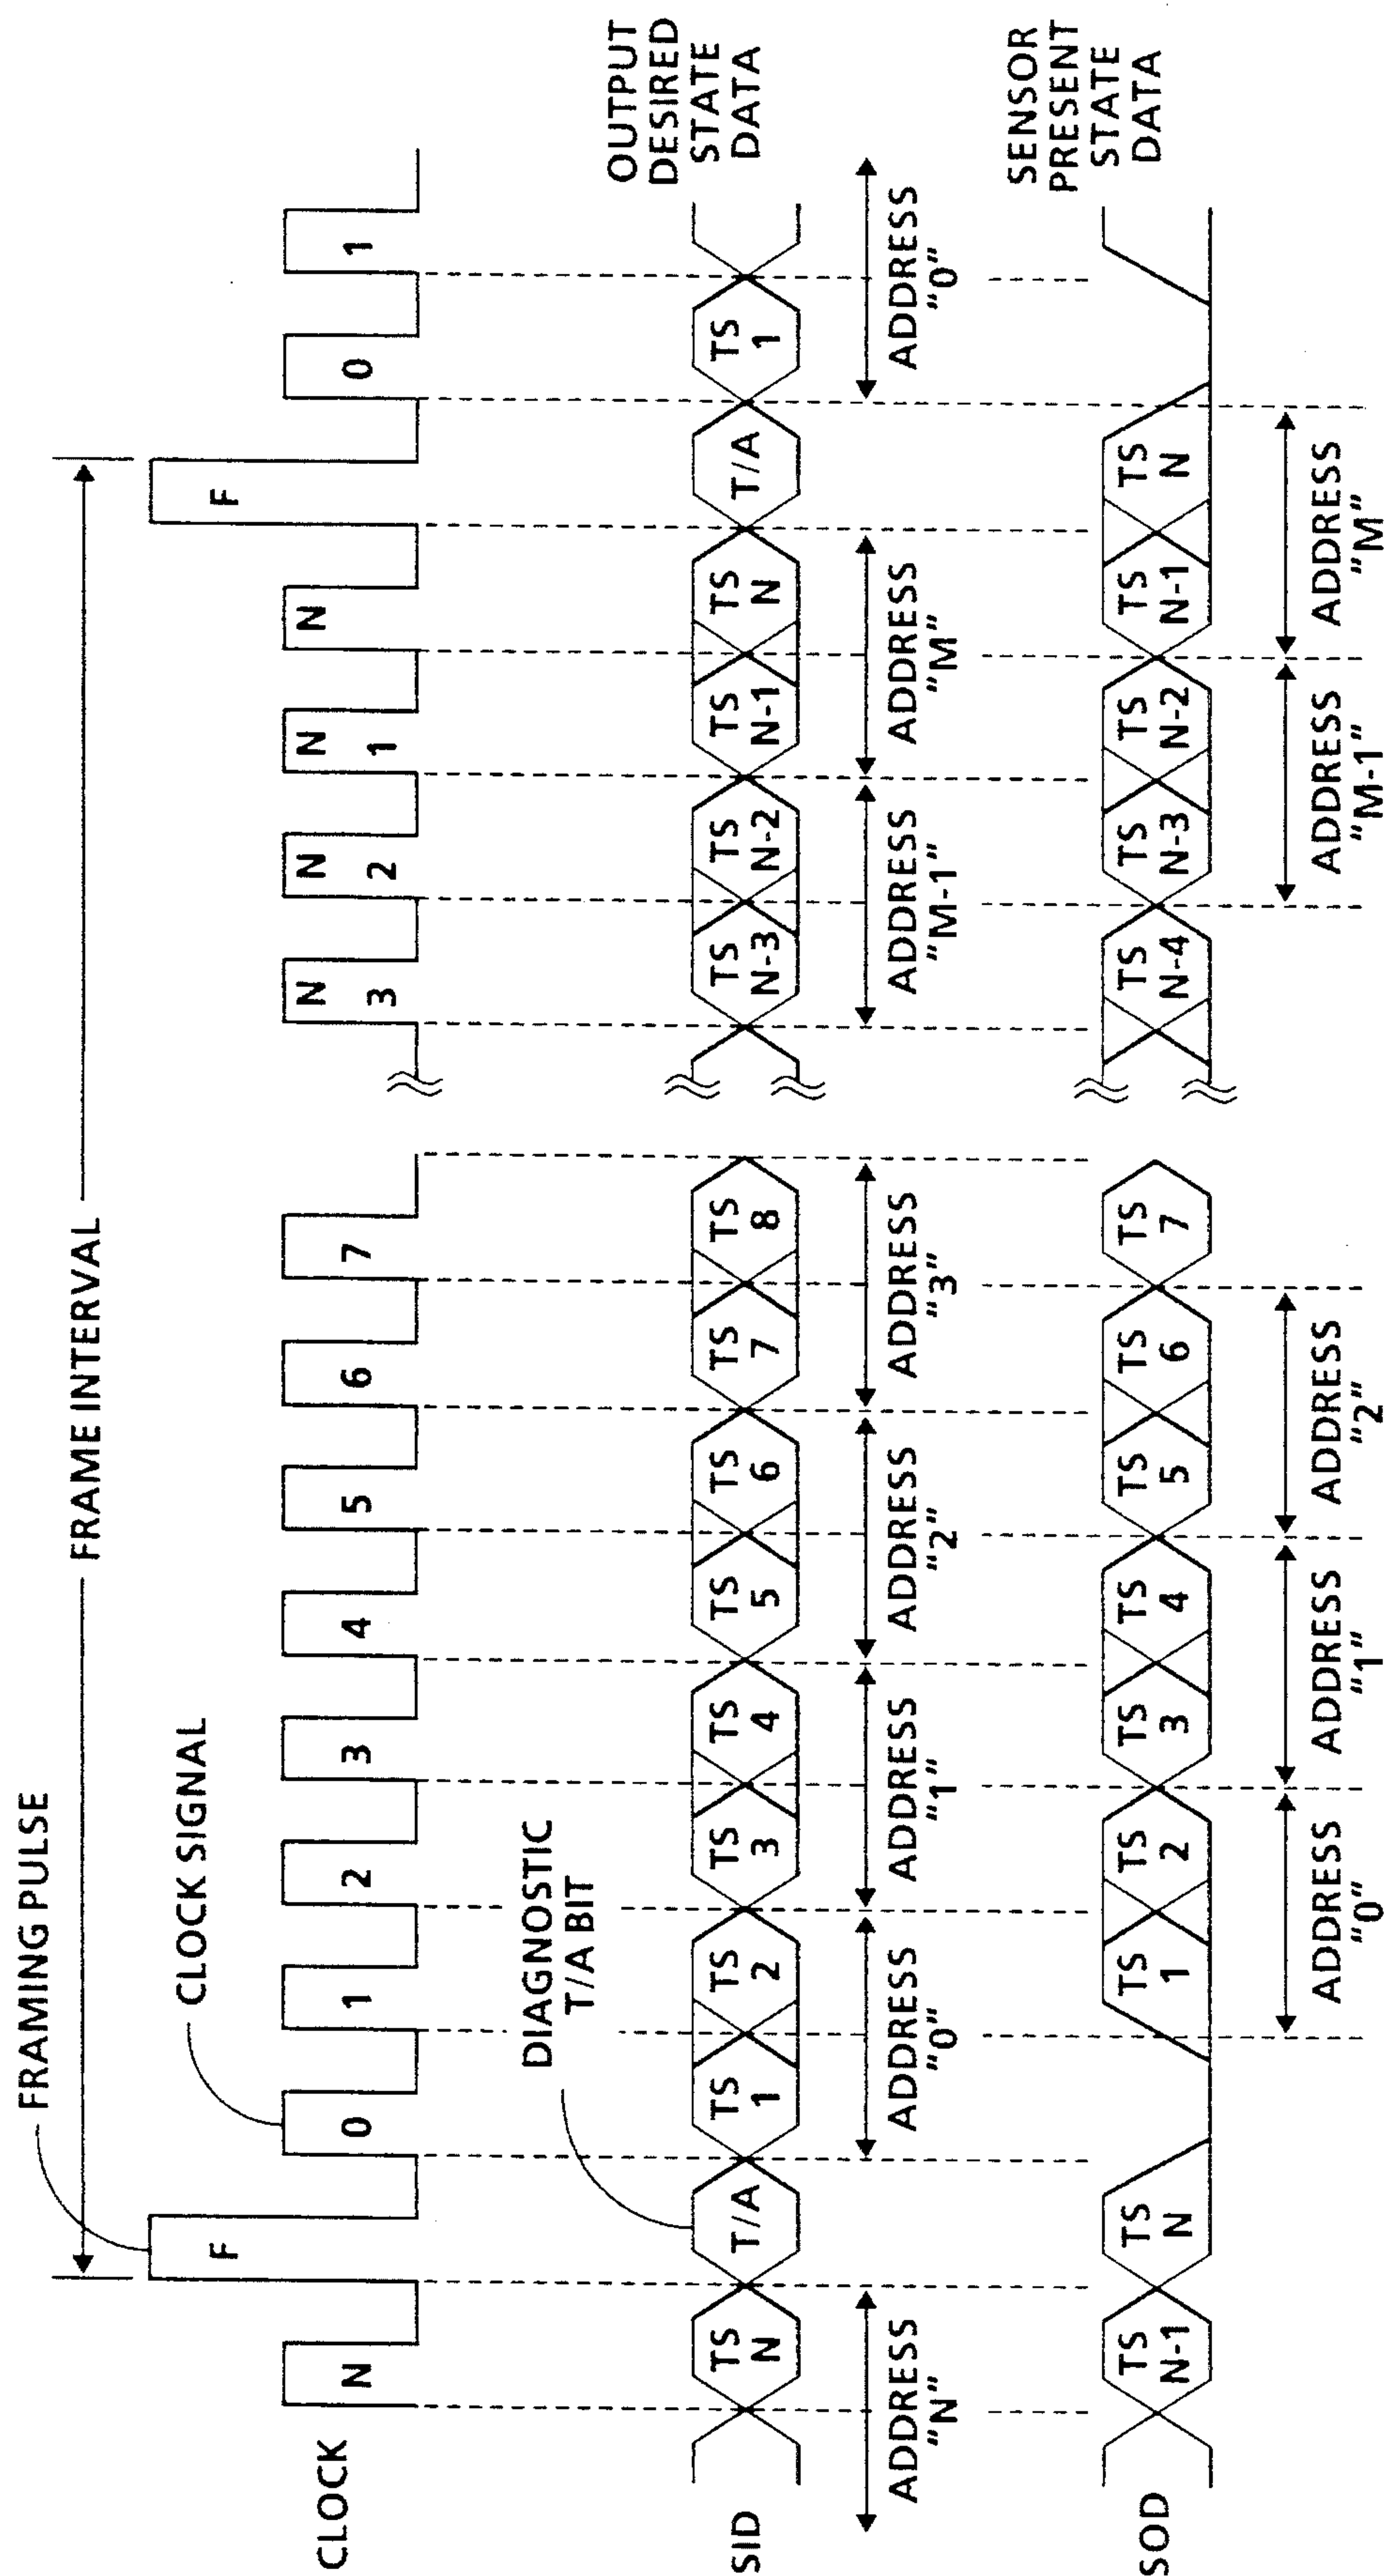 FRAMING PULSE
FRAME INTERVAL
CLOCK SIGNAL
CLOCK
N
F
0
1
2
3
4
5
6
7
N
3
N
2
N
1
N
F
0
1
DIAGNOSTIC
T/A BIT
OUTPUT
DESIRED
STATE
DATA
SID
TS
N
T/A
TS
1
TS
2
TS
3
TS
4
TS
5
TS
6
TS
7
TS
8
TS
N-3
TS
N-2
TS
N-1
TS
N
T/A
TS
1
ADDRESS
"N"
ADDRESS
"0"
ADDRESS
"1"
ADDRESS
"2"
ADDRESS
"3"
ADDRESS
"M-1"
ADDRESS
"M"
ADDRESS
"0"
SENSOR
PRESENT
STATE
DATA
SOD
TS
N-1
TS
N
TS
1
TS
2
TS
3
TS
4
TS
5
TS
6
TS
7
TS
N-4
TS
N-3
TS
N-2
TS
N-1
TS
N
ADDRESS
"0"
ADDRESS
"1"
ADDRESS
"2"
ADDRESS
"M-1"
ADDRESS
"M"